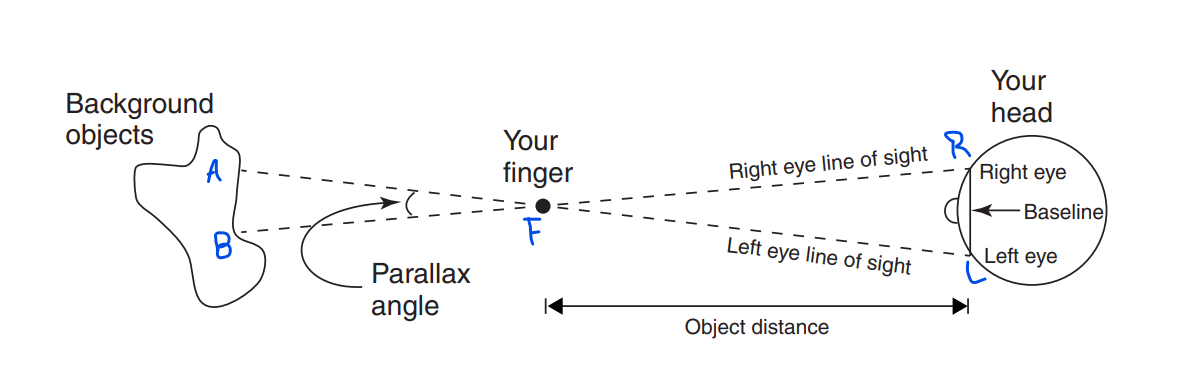 Background
objects
A
B
Parallax
angle
Your
finger
F
Right eye line of sight
Left eye line of sight
Object distance
Your
head
R
Right eye
Baseline
Left eye
L